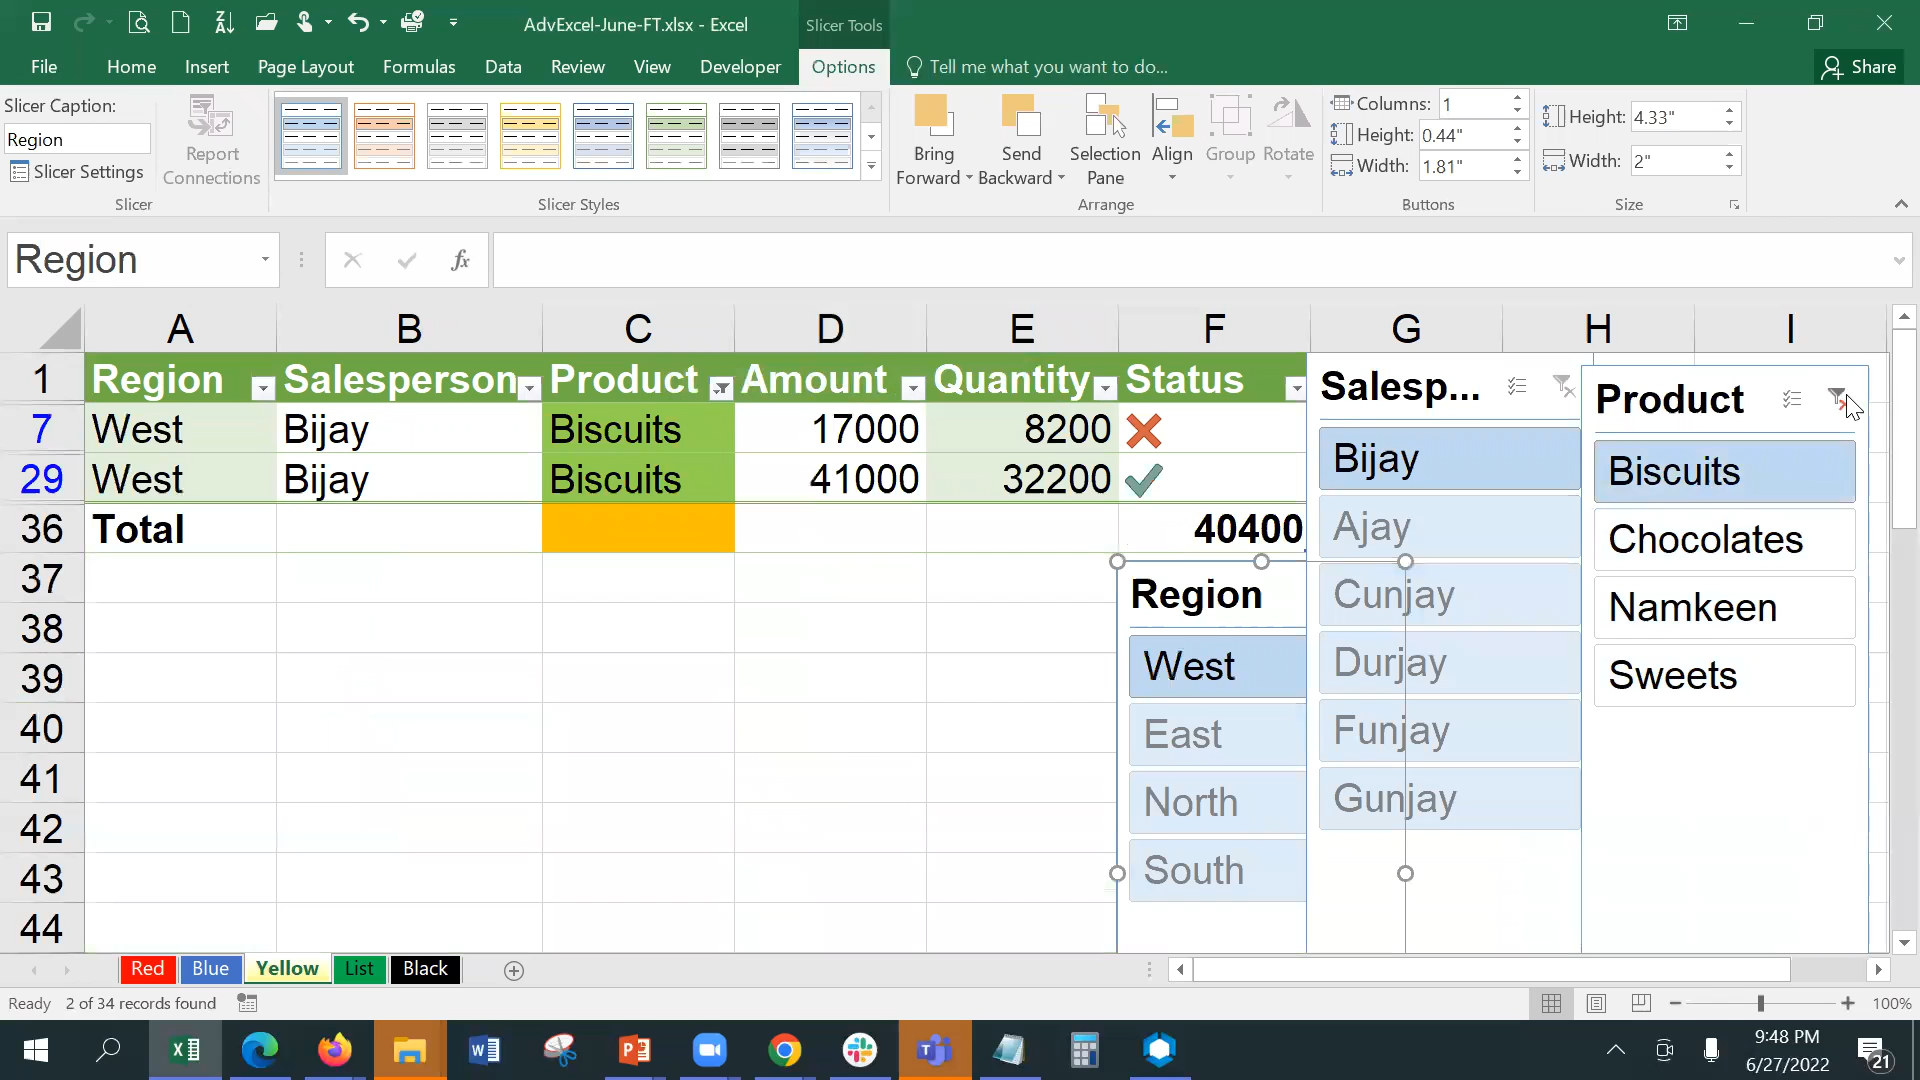 AdvExcel-June-FT.xlsx - Excel
Slicer Tools
File
Home
Insert
Page Layout
Formulas
Data
Review
View
Developer
Options
Tell me what you want to do...
Share
Slicer Caption:
Region
Slicer Settings
Report
Connections
Slicer
Slicer Styles
Bring
Forward
Send
Backward
Selection
Pane
Align
Group
Rotate
Arrange
Columns: 1
Height: 0.44"
Width: 1.81"
Buttons
Height: 4.33"
Width: 2"
Size
Region
fx
A B C D E F G H I
1 Region Salesperson Product Amount Quantity Status
7 West Bijay Biscuits 17000 8200
29 West Bijay Biscuits 41000 32200
36 Total 40400
37
38
39
40
41
42
43
44
Region
West
East
North
South
Salesp...
Bijay
Ajay
Cunjay
Durjay
Funjay
Gunjay
Product
Biscuits
Chocolates
Namkeen
Sweets
Red
Blue
Yellow
List
Black
Ready
2 of 34 records found
100%
9:48 PM
6/27/2022
21